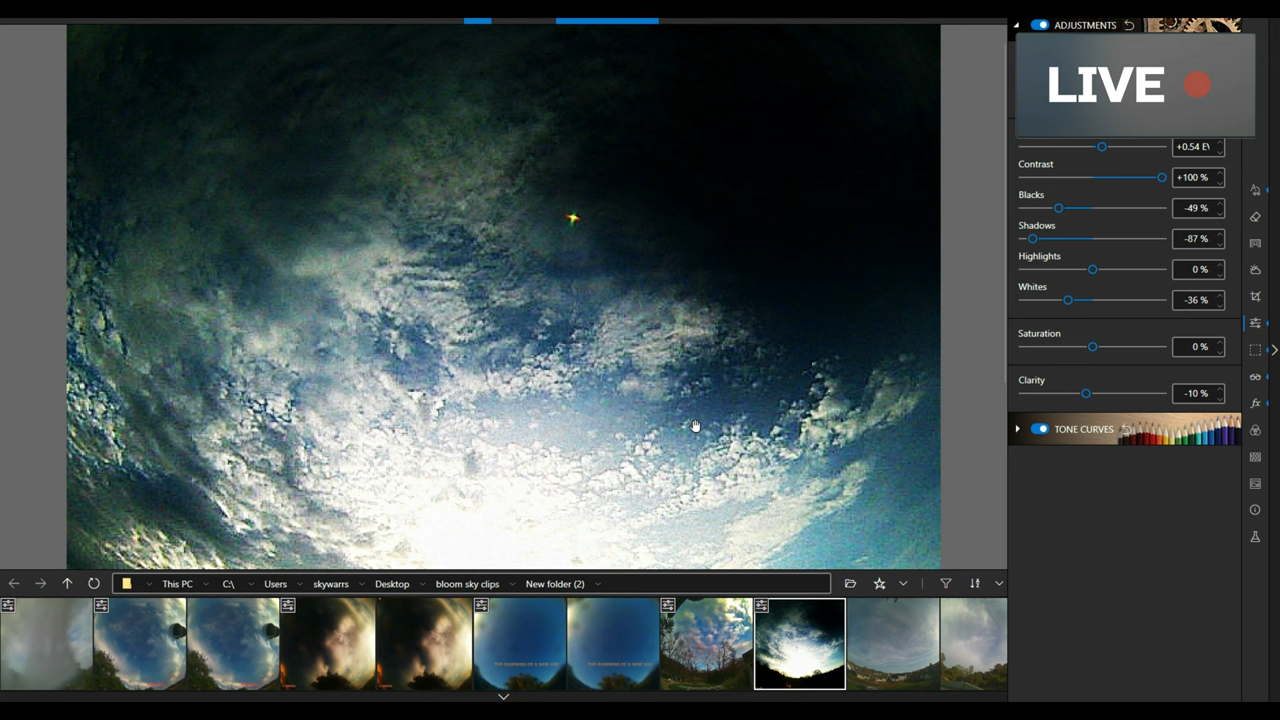 ADJUSTMENTS
LIVE
+0.54 EV
Contrast
+100 %
Blacks
-49 %
Shadows
-87 %
Highlights
0 %
Whites
-36 %
Saturation
0 %
Clarity
-10 %
TONE CURVES
fx
This PC C:\ Users skywarrs Desktop bloom sky clips New folder (2)